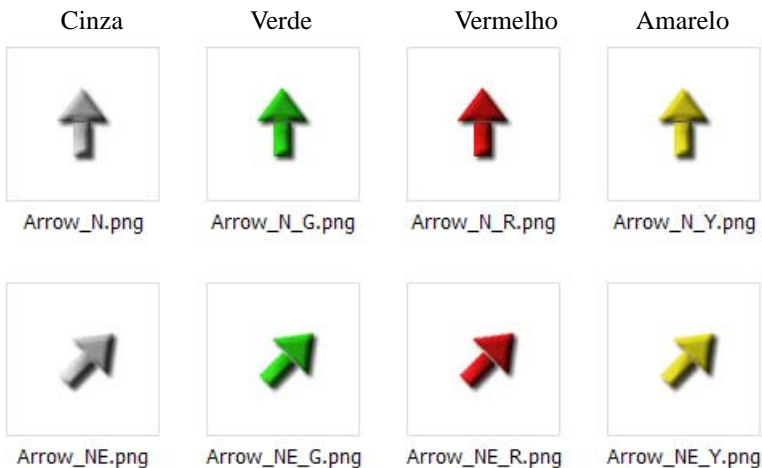 Cinza Verde Vermelho Amarelo
Arrow_N.png Arrow_N_G.png Arrow_N_R.png Arrow_N_Y.png
Arrow_NE.png Arrow_NE_G.png Arrow_NE_R.png Arrow_NE_Y.png